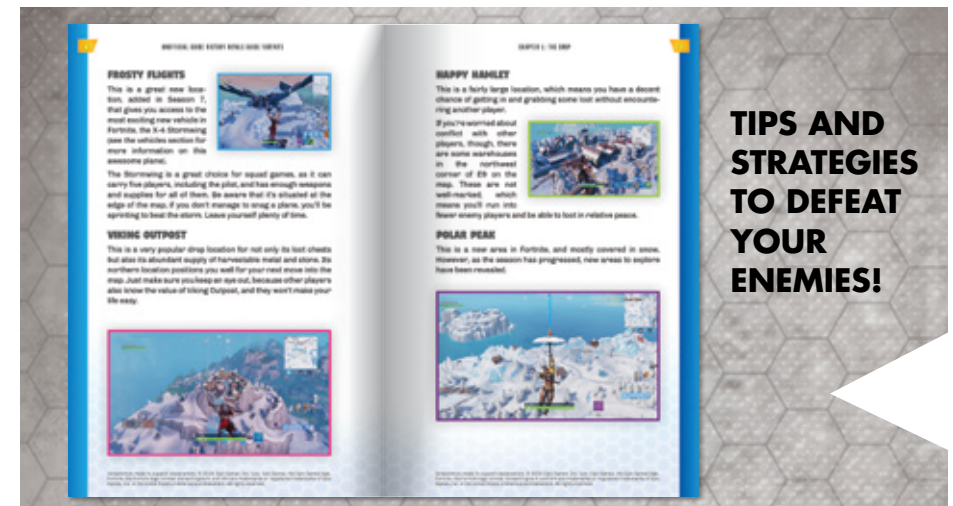 CHAPTER 1: THE DROP
FROSTY FLIGHTS
This is a great new loca-
tion, added in Season 7,
that gives you access to the
most exciting new vehicle in
Fortnite, the X-4 Stormwing
(see the vehicles section for
more information on this
awesome plane).
The Stormwing is a great choice for squad games, as it can
carry five players, including the pilot, and has enough weapons
and supplies for all of them. Be aware that it's situated at the
edge of the map. If you don't manage to snag a plane, you'll be
sprinting to beat the storm. Leave yourself plenty of time.
VIKING OUTPOST
This is a very popular drop location for not only its loot chests
but also its abundant supply of harvestable metal and stone. Its
northern location positions you well for your next move into the
map. Just make sure you keep an eye out, because other players
also know the value of Viking Outpost, and they won't make your
life easy.
HAPPY HAMLET
This is a fairly large location, which means you have a decent
chance of getting in and grabbing some loot without encounte-
ring another player.
If you're worried about
conflict with other
players, though, there
are some warehouses
in the northwest
corner of E9 on the
map. These are not
well-marked, which
means you'll run into
fewer enemy players and be able to loot in relative peace.
POLAR PEAK
This is a new area in Fortnite, and mostly covered in snow.
However, as the season has progressed, new areas to explore
have been revealed.
TIPS AND
STRATEGIES
TO DEFEAT
YOUR
ENEMIES!